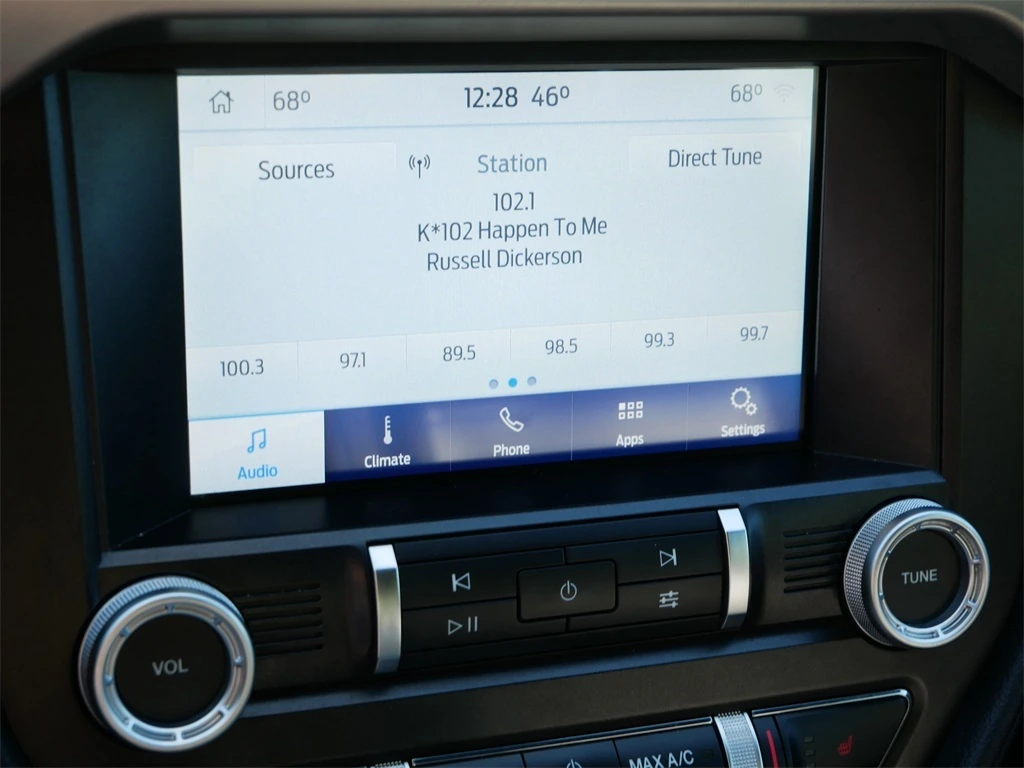 68° 12:28 46° 68°
Sources Station Direct Tune
102.1
K*102 Happen To Me
Russell Dickerson
100.3 97.1 89.5 98.5 99.3 99.7
Audio Climate Phone Apps Settings
VOL TUNE
MAX A/C